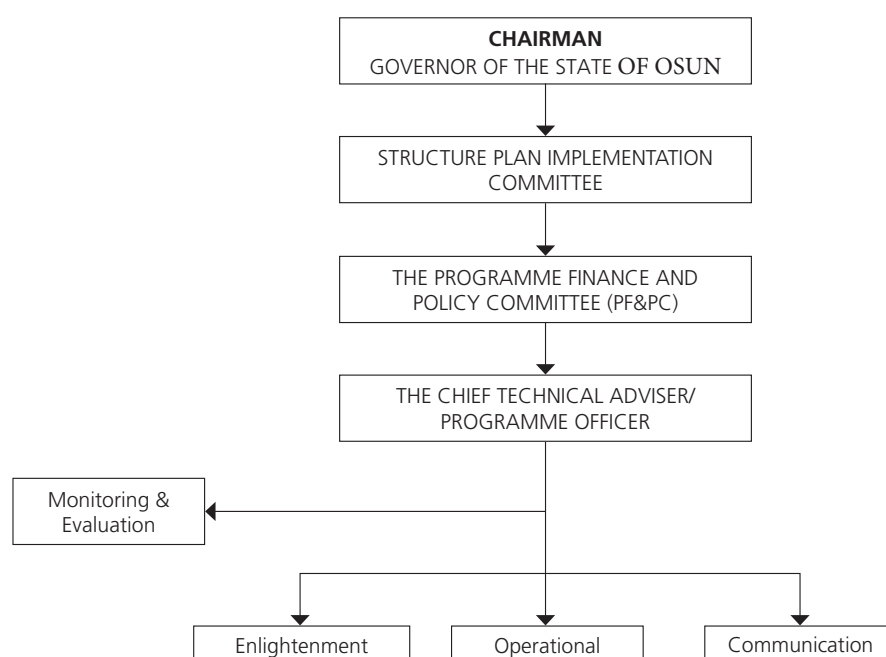 CHAIRMAN
GOVERNOR OF THE STATE OF OSUN
STRUCTURE PLAN IMPLEMENTATION
COMMITTEE
THE PROGRAMME FINANCE AND
POLICY COMMITTEE (PF&PC)
THE CHIEF TECHNICAL ADVISER/
PROGRAMME OFFICER
Monitoring &
Evaluation
Enlightenment
Operational
Communication